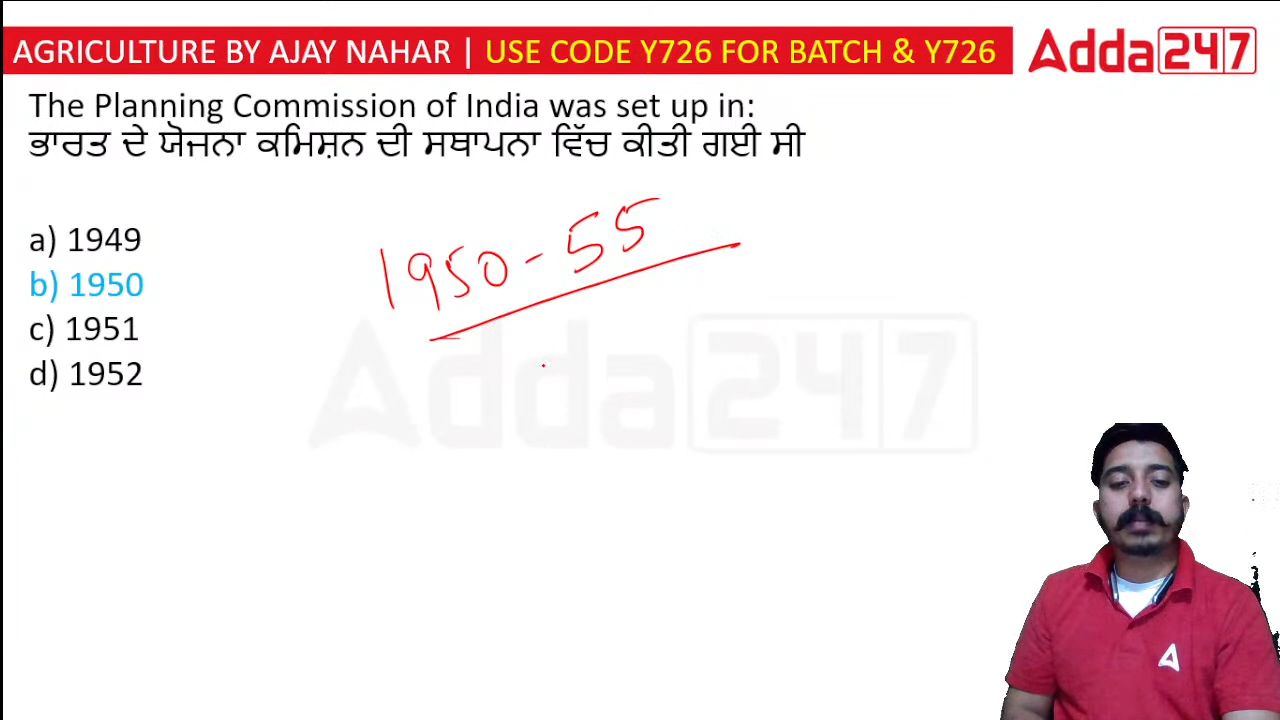 AGRICULTURE BY AJAY NAHAR | USE CODE Y726 FOR BATCH & Y726
Adda247
The Planning Commission of India was set up in:
ਭਾਰਤ ਦੇ ਯੋਜਨਾ ਕਮਿਸ਼ਨ ਦੀ ਸਥਾਪਨਾ ਵਿੱਚ ਕੀਤੀ ਗਈ ਸੀ
a) 1949
b) 1950
c) 1951
d) 1952
1950-55
Adda247